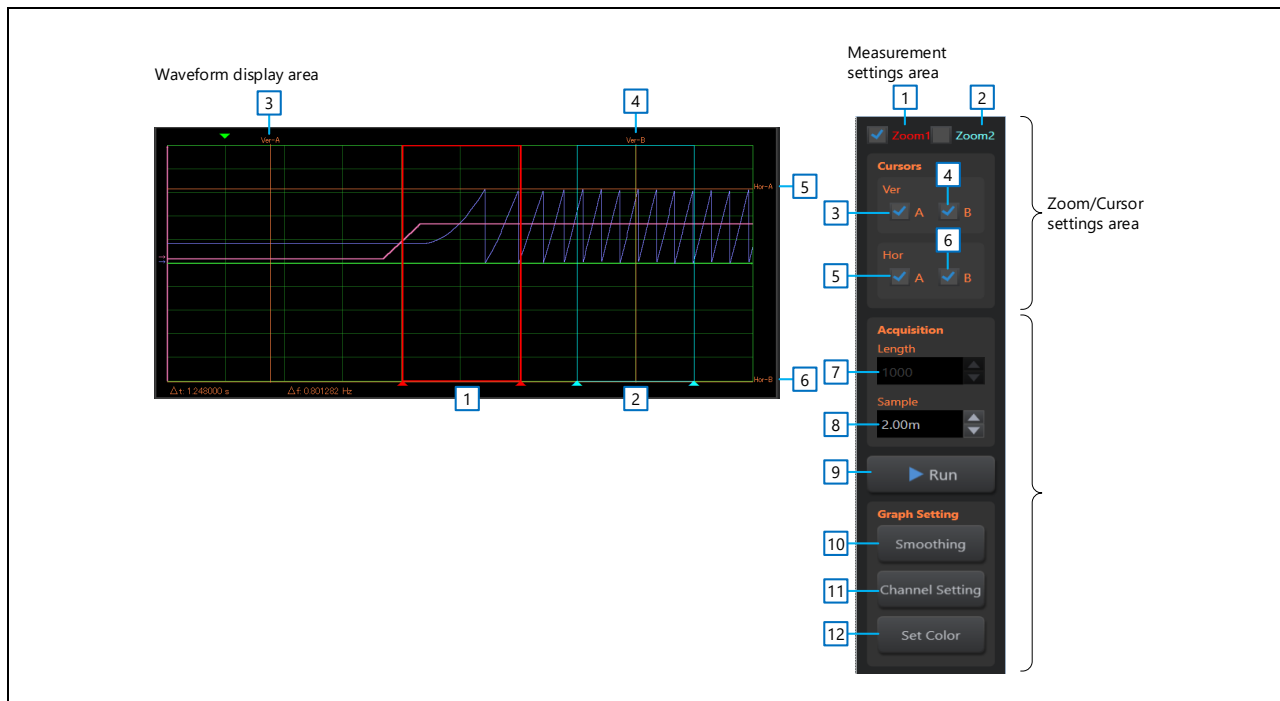 Measurement
settings area
Waveform display area
1
2
3
4
Ver-A
Ver-B
Zoom1
Zoom2
Cursors
4
Ver
Hor-A
5
3
A
B
Zoom/Cursor
settings area
6
Hor
5
A
B
Acquisition
Length
7
1000
Hor-B
6
Δt: 1.248000 s
Δf: 0.801282 Hz
1
2
Sample
8
2.00m
9
Run
Graph Setting
10
Smoothing
11
Channel Setting
12
Set Color